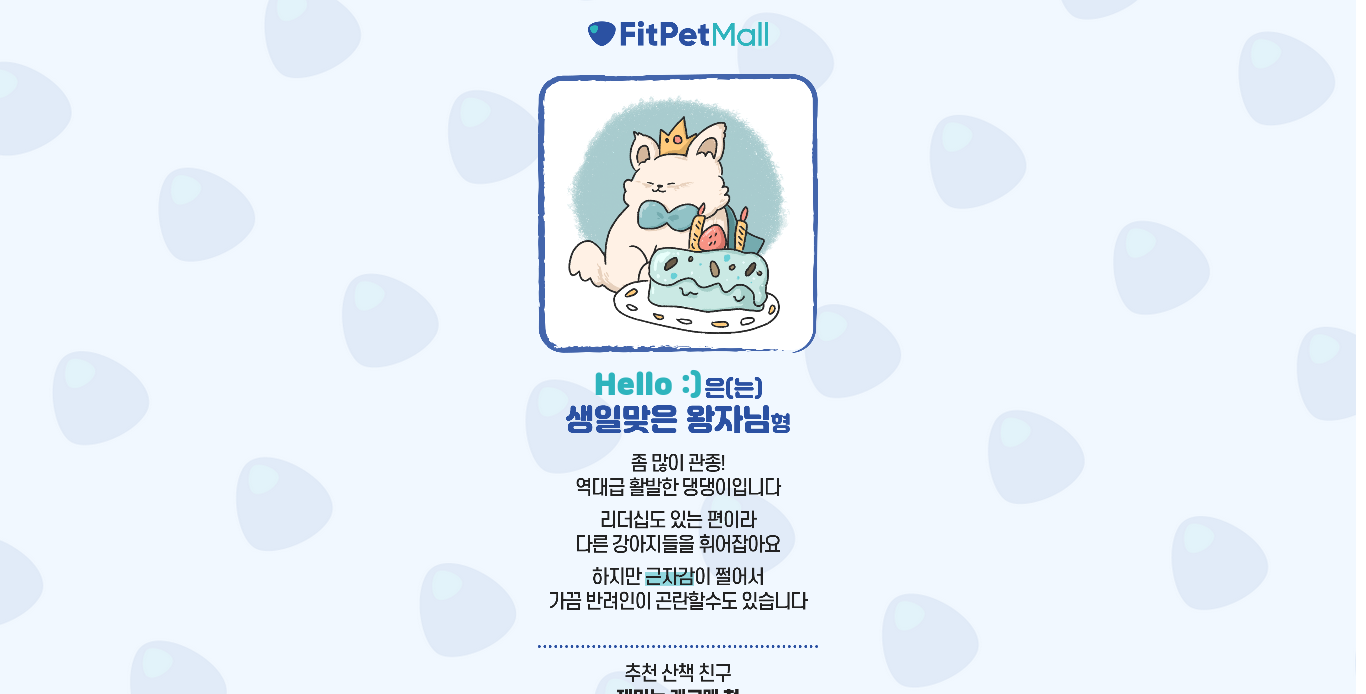 FitPetMall
Hello :)은(는)
생일맞은 왕자님형
좀 많이 관종!
역대급 활발한 댕댕이입니다
리더십도 있는 편이라
다른 강아지들을 휘어잡아요
하지만 근자감이 쩔어서
가끔 반려인이 곤란할수도 있습니다
추천 산책 친구